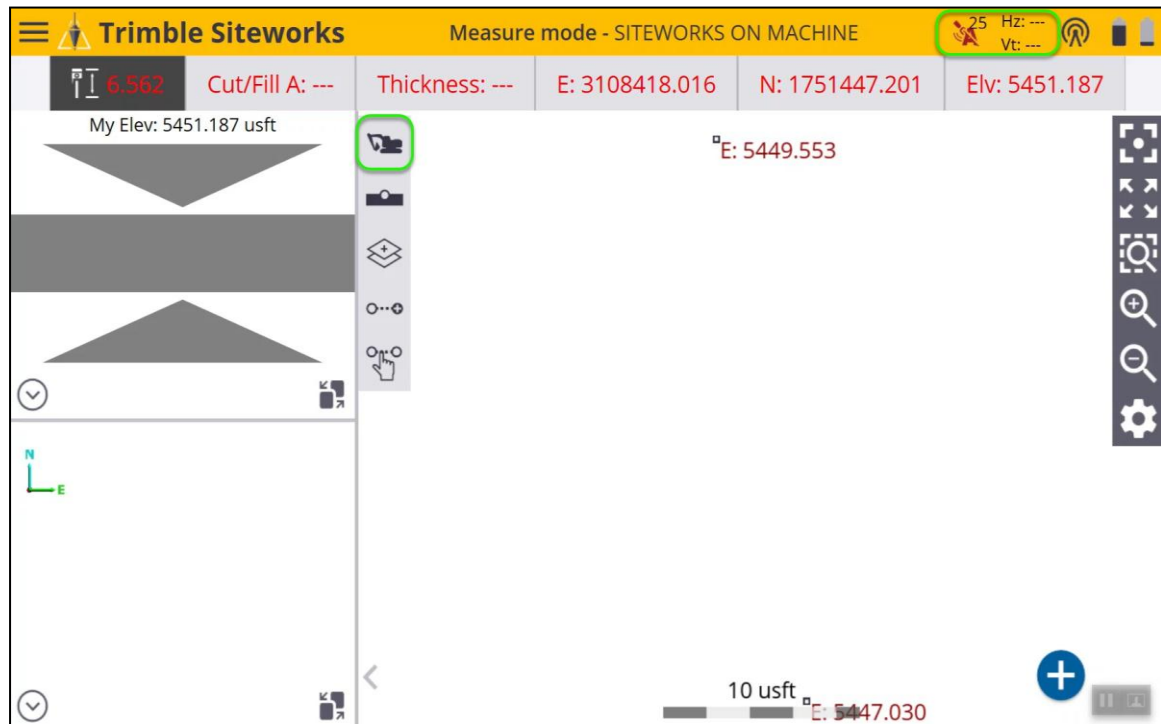 Trimble Siteworks
Measure mode - SITEWORKS ON MACHINE
25 Hz: ---
Vt: ---
6.562
Cut/Fill A: ---
Thickness: ---
E: 3108418.016
N: 1751447.201
Elv: 5451.187
My Elev: 5451.187 usft
E: 5449.553
N
E
10 usft
E: 5447.030